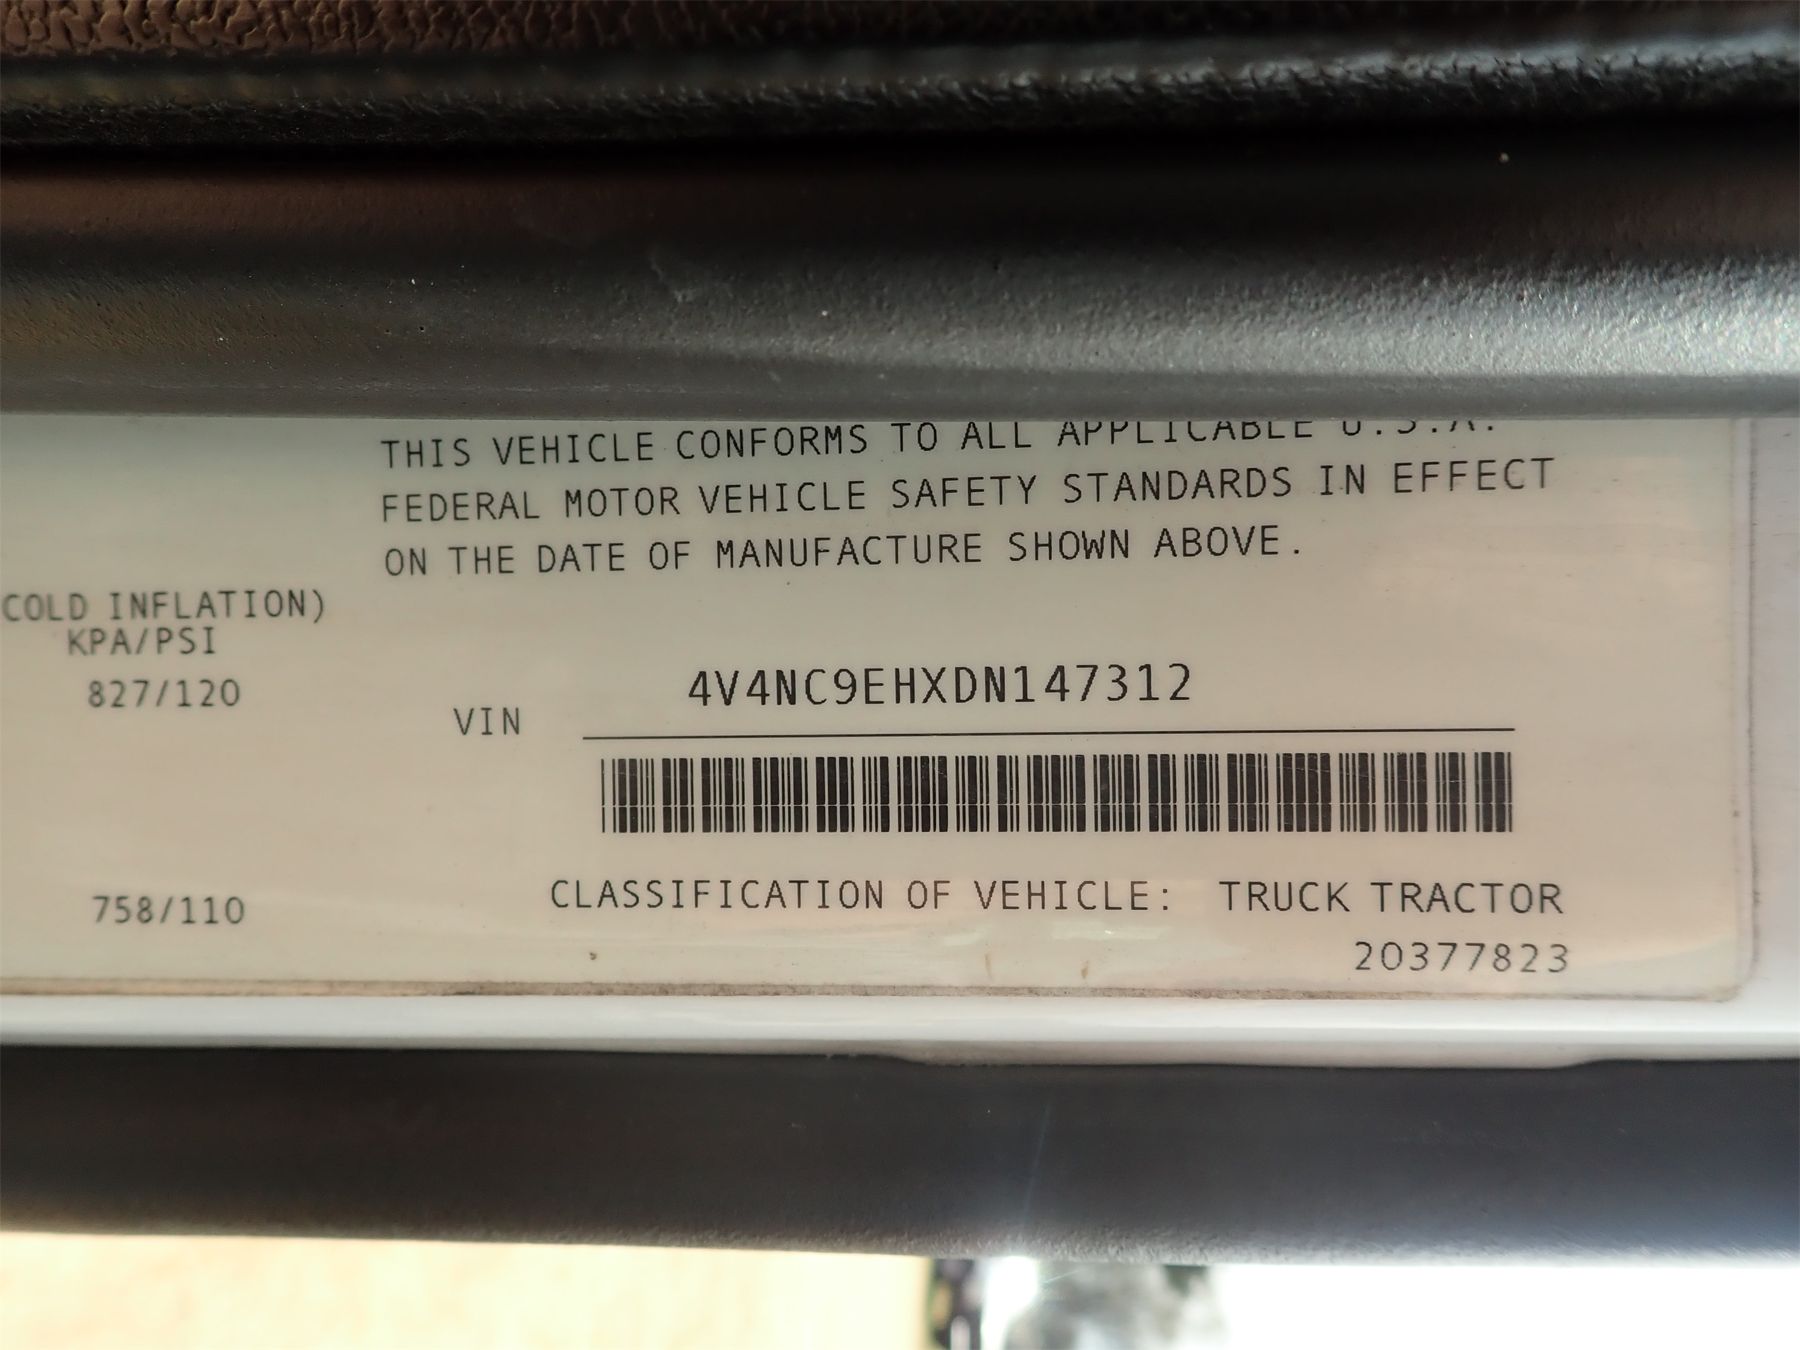 THIS VEHICLE CONFORMS TO ALL APPLICABLE U.S.A.
FEDERAL MOTOR VEHICLE SAFETY STANDARDS IN EFFECT
ON THE DATE OF MANUFACTURE SHOWN ABOVE.
COLD INFLATION)
KPA/PSI
827/120
VIN 4V4NC9EHXDN147312
758/110
CLASSIFICATION OF VEHICLE: TRUCK TRACTOR
20377823